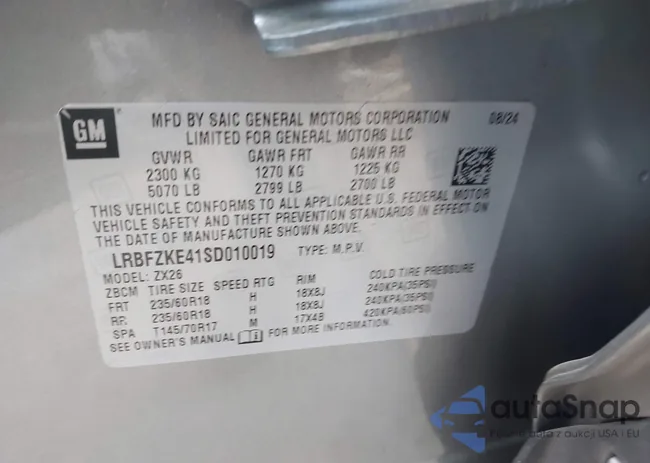 GM
MFD BY SAIC GENERAL MOTORS CORPORATION 08/24
LIMITED FOR GENERAL MOTORS LLC
GVWR GAWR FRT GAWR RR
2300 KG 1270 KG 1225 KG
5070 LB 2799 LB 2700 LB
THIS VEHICLE CONFORMS TO ALL APPLICABLE U.S. FEDERAL MOTOR
VEHICLE SAFETY AND THEFT PREVENTION STANDARDS IN EFFECT ON
THE DATE OF MANUFACTURE SHOWN ABOVE.
LRBFZKE41SD010019 TYPE: M.P.V.
MODEL: ZX26
ZBCM TIRE SIZE SPEED RTG RIM COLD TIRE PRESSURE
FRT 235/60R18 H 18X8J 240KPA(35PSI)
RR 235/60R18 H 18X8J 240KPA(35PSI)
SPA T145/70R17 M 17X4B 420KPA(60PSI)
SEE OWNER'S MANUAL FOR MORE INFORMATION.
autaSnap
z aukcji USA i EU